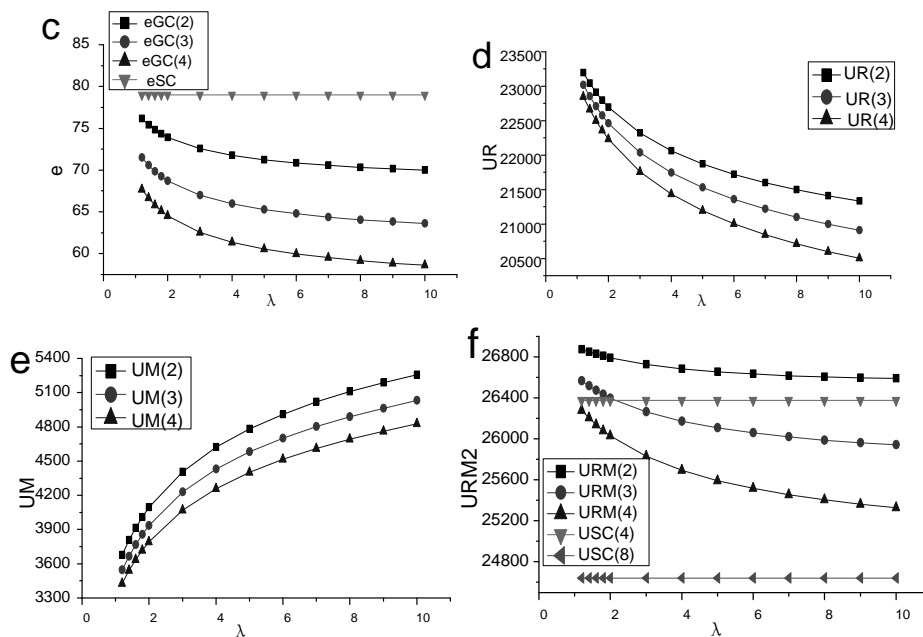 c
eGC(2)
eGC(3)
eGC(4)
eSC
e
85
80
75
70
65
60
0 2 4 6 8 10
λ
d
UR(2)
UR(3)
UR(4)
UR
23500
23000
22500
22000
21500
21000
20500
0 2 4 6 8 10
λ
e
UM(2)
UM(3)
UM(4)
UM
5400
5100
4800
4500
4200
3900
3600
3300
0 2 4 6 8 10
λ
f
URM(2)
URM(3)
URM(4)
USC(4)
USC(8)
URM2
26800
26400
26000
25600
25200
24800
0 2 4 6 8 10
λ